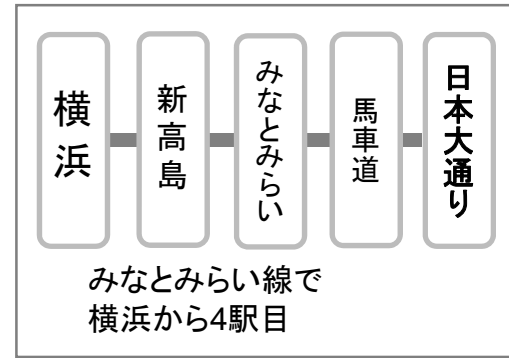 横浜
新高島
みなとみらい
馬車道
日本大通り
みなとみらい線で
横浜から4駅目